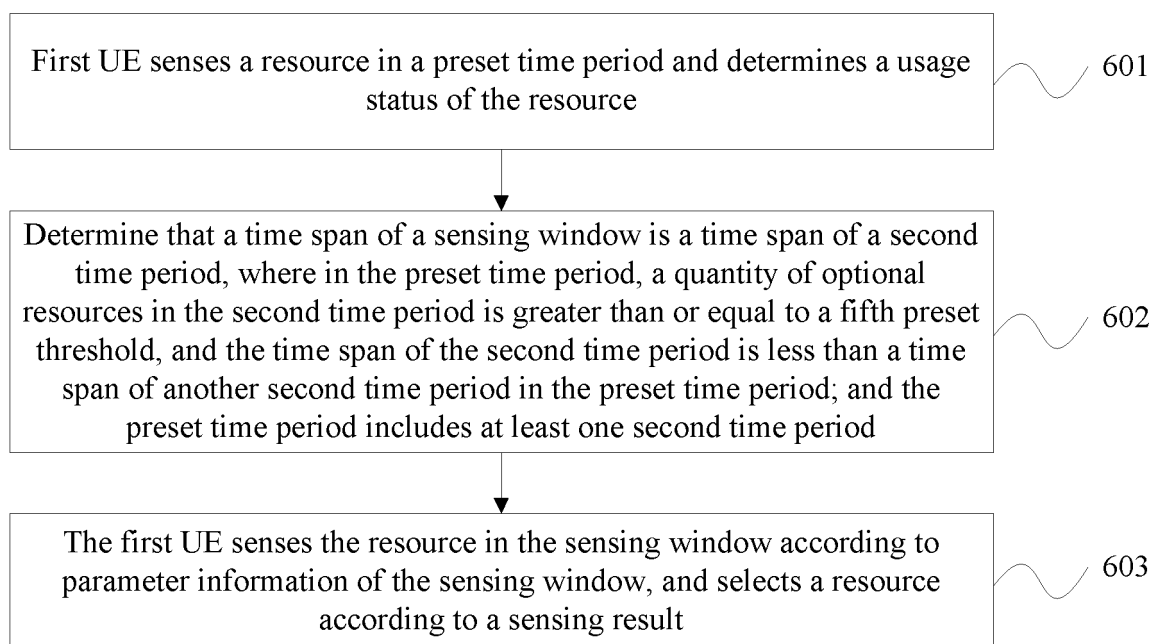 First UE senses a resource in a preset time period and determines a usage
status of the resource
601
Determine that a time span of a sensing window is a time span of a second
time period, where in the preset time period, a quantity of optional
resources in the second time period is greater than or equal to a fifth preset
threshold, and the time span of the second time period is less than a time
span of another second time period in the preset time period; and the
preset time period includes at least one second time period
602
The first UE senses the resource in the sensing window according to
parameter information of the sensing window, and selects a resource
according to a sensing result
603